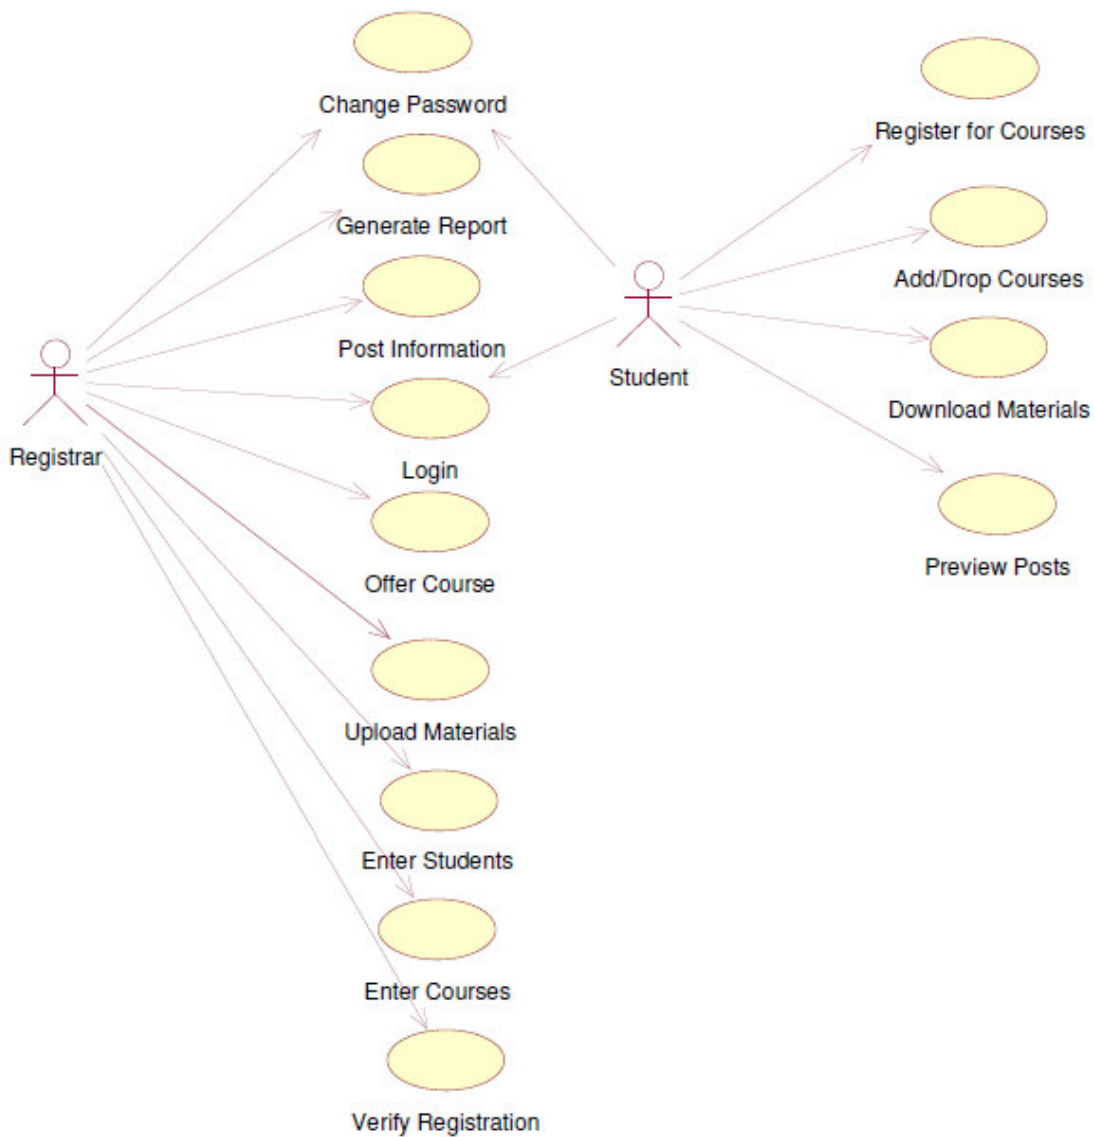 Change Password
Register for Courses
Generate Report
Add/Drop Courses
Post Information
Student
Download Materials
Registrar
Login
Preview Posts
Offer Course
Upload Materials
Enter Students
Enter Courses
Verify Registration